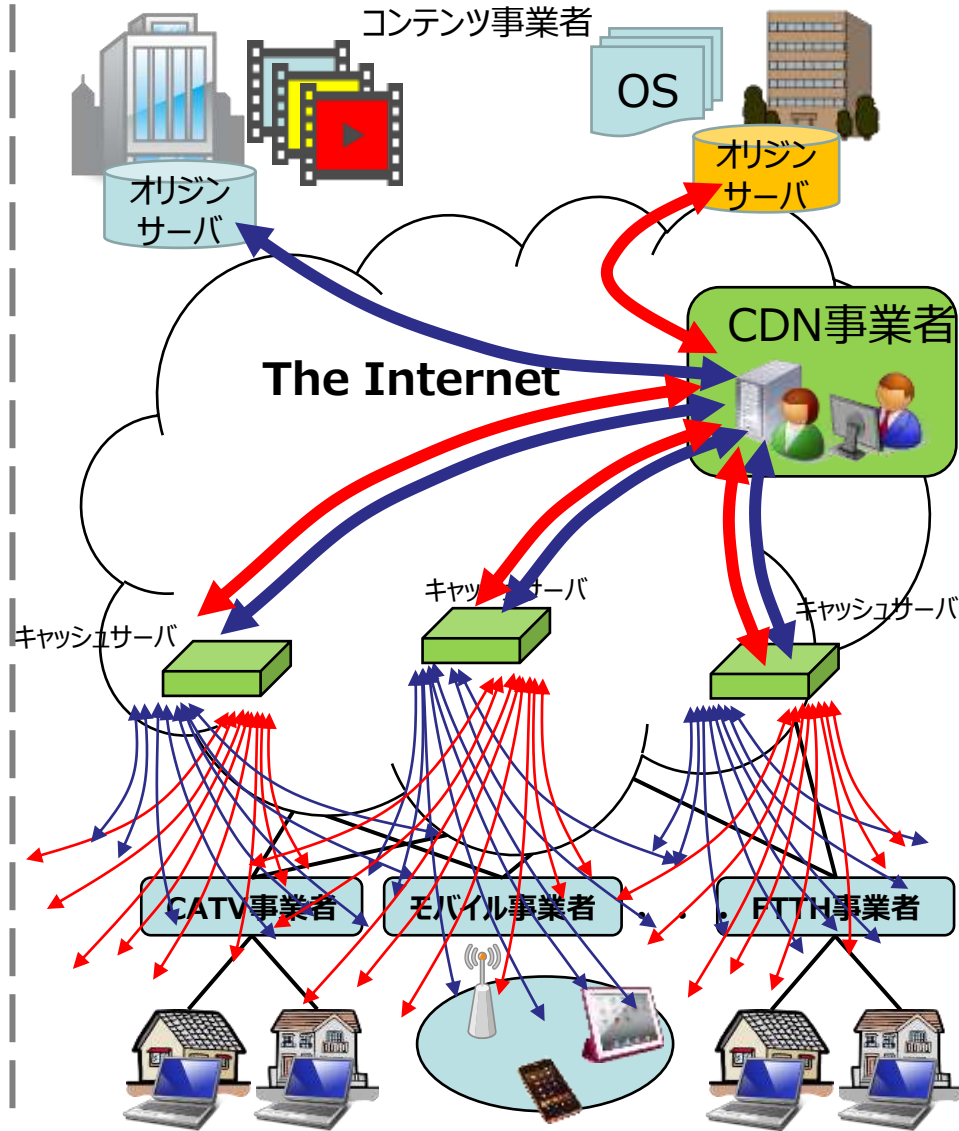 コンテンツ事業者
OS
オリジン
サーバ
オリジン
サーバ
CDN事業者
The Internet
キャッシュサーバ
キャッシュサーバ
キャッシュサーバ
CATV事業者
モバイル事業者
・・・
FTTH事業者